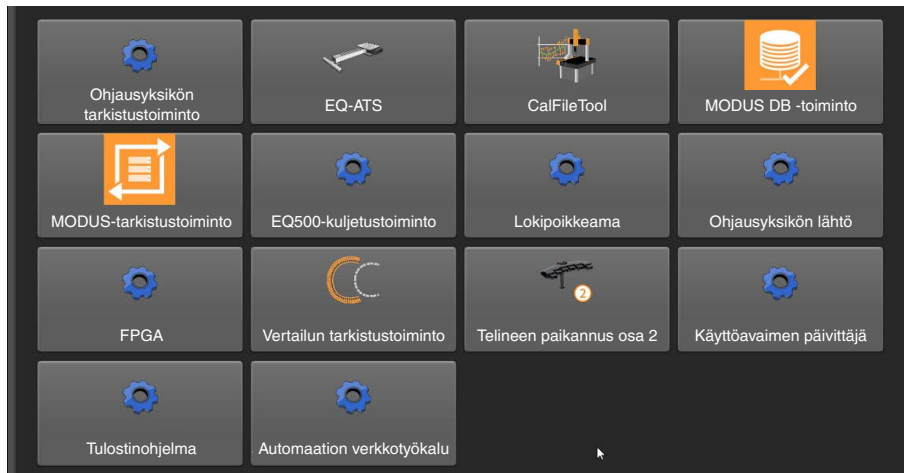 Ohjausyksikön
tarkistustoiminto
EQ-ATS
CalFileTool
MODUS DB -toiminto
MODUS-tarkistustoiminto
EQ500-kuljetustoiminto
Lokipoikkeama
Ohjausyksikön lähtö
FPGA
Vertailun tarkistustoiminto
2
Telineen paikannus osa 2
Käyttöavaimen päivittäjä
Tulostinohjelma
Automaation verkkotyökalu